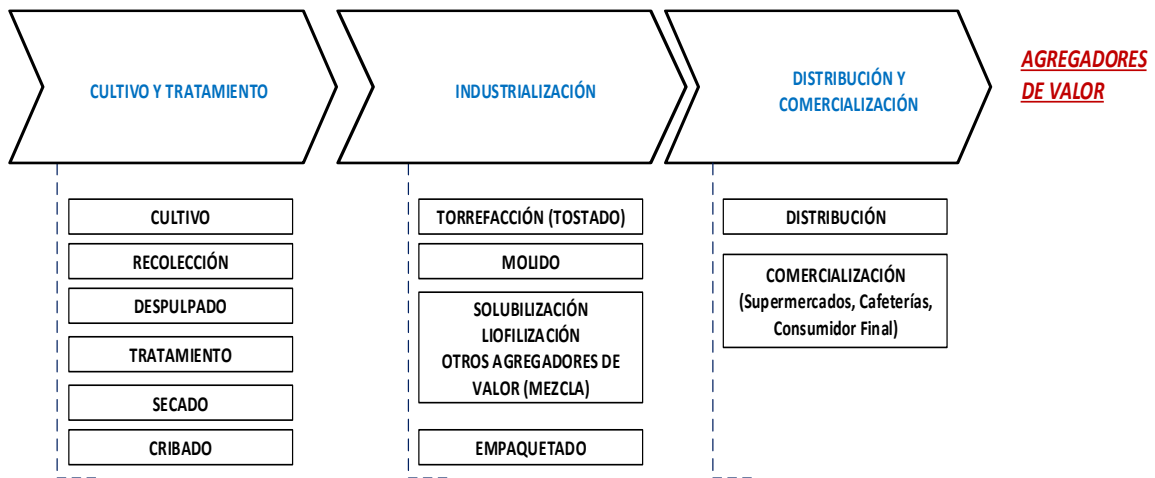 CULTIVO Y TRATAMIENTO
INDUSTRIALIZACIÓN
DISTRIBUCIÓN Y
COMERCIALIZACIÓN
AGREGADORES
DE VALOR
CULTIVO
RECOLECCIÓN
DESPULPADO
TRATAMIENTO
SECADO
CRIBADO
TORREFACCIÓN (TOSTADO)
MOLIDO
SOLUBILIZACIÓN
LIOFILIZACIÓN
OTROS AGREGADORES DE
VALOR (MEZCLA)
EMPAQUETADO
DISTRIBUCIÓN
COMERCIALIZACIÓN
(Supermercados, Cafeterías,
Consumidor Final)